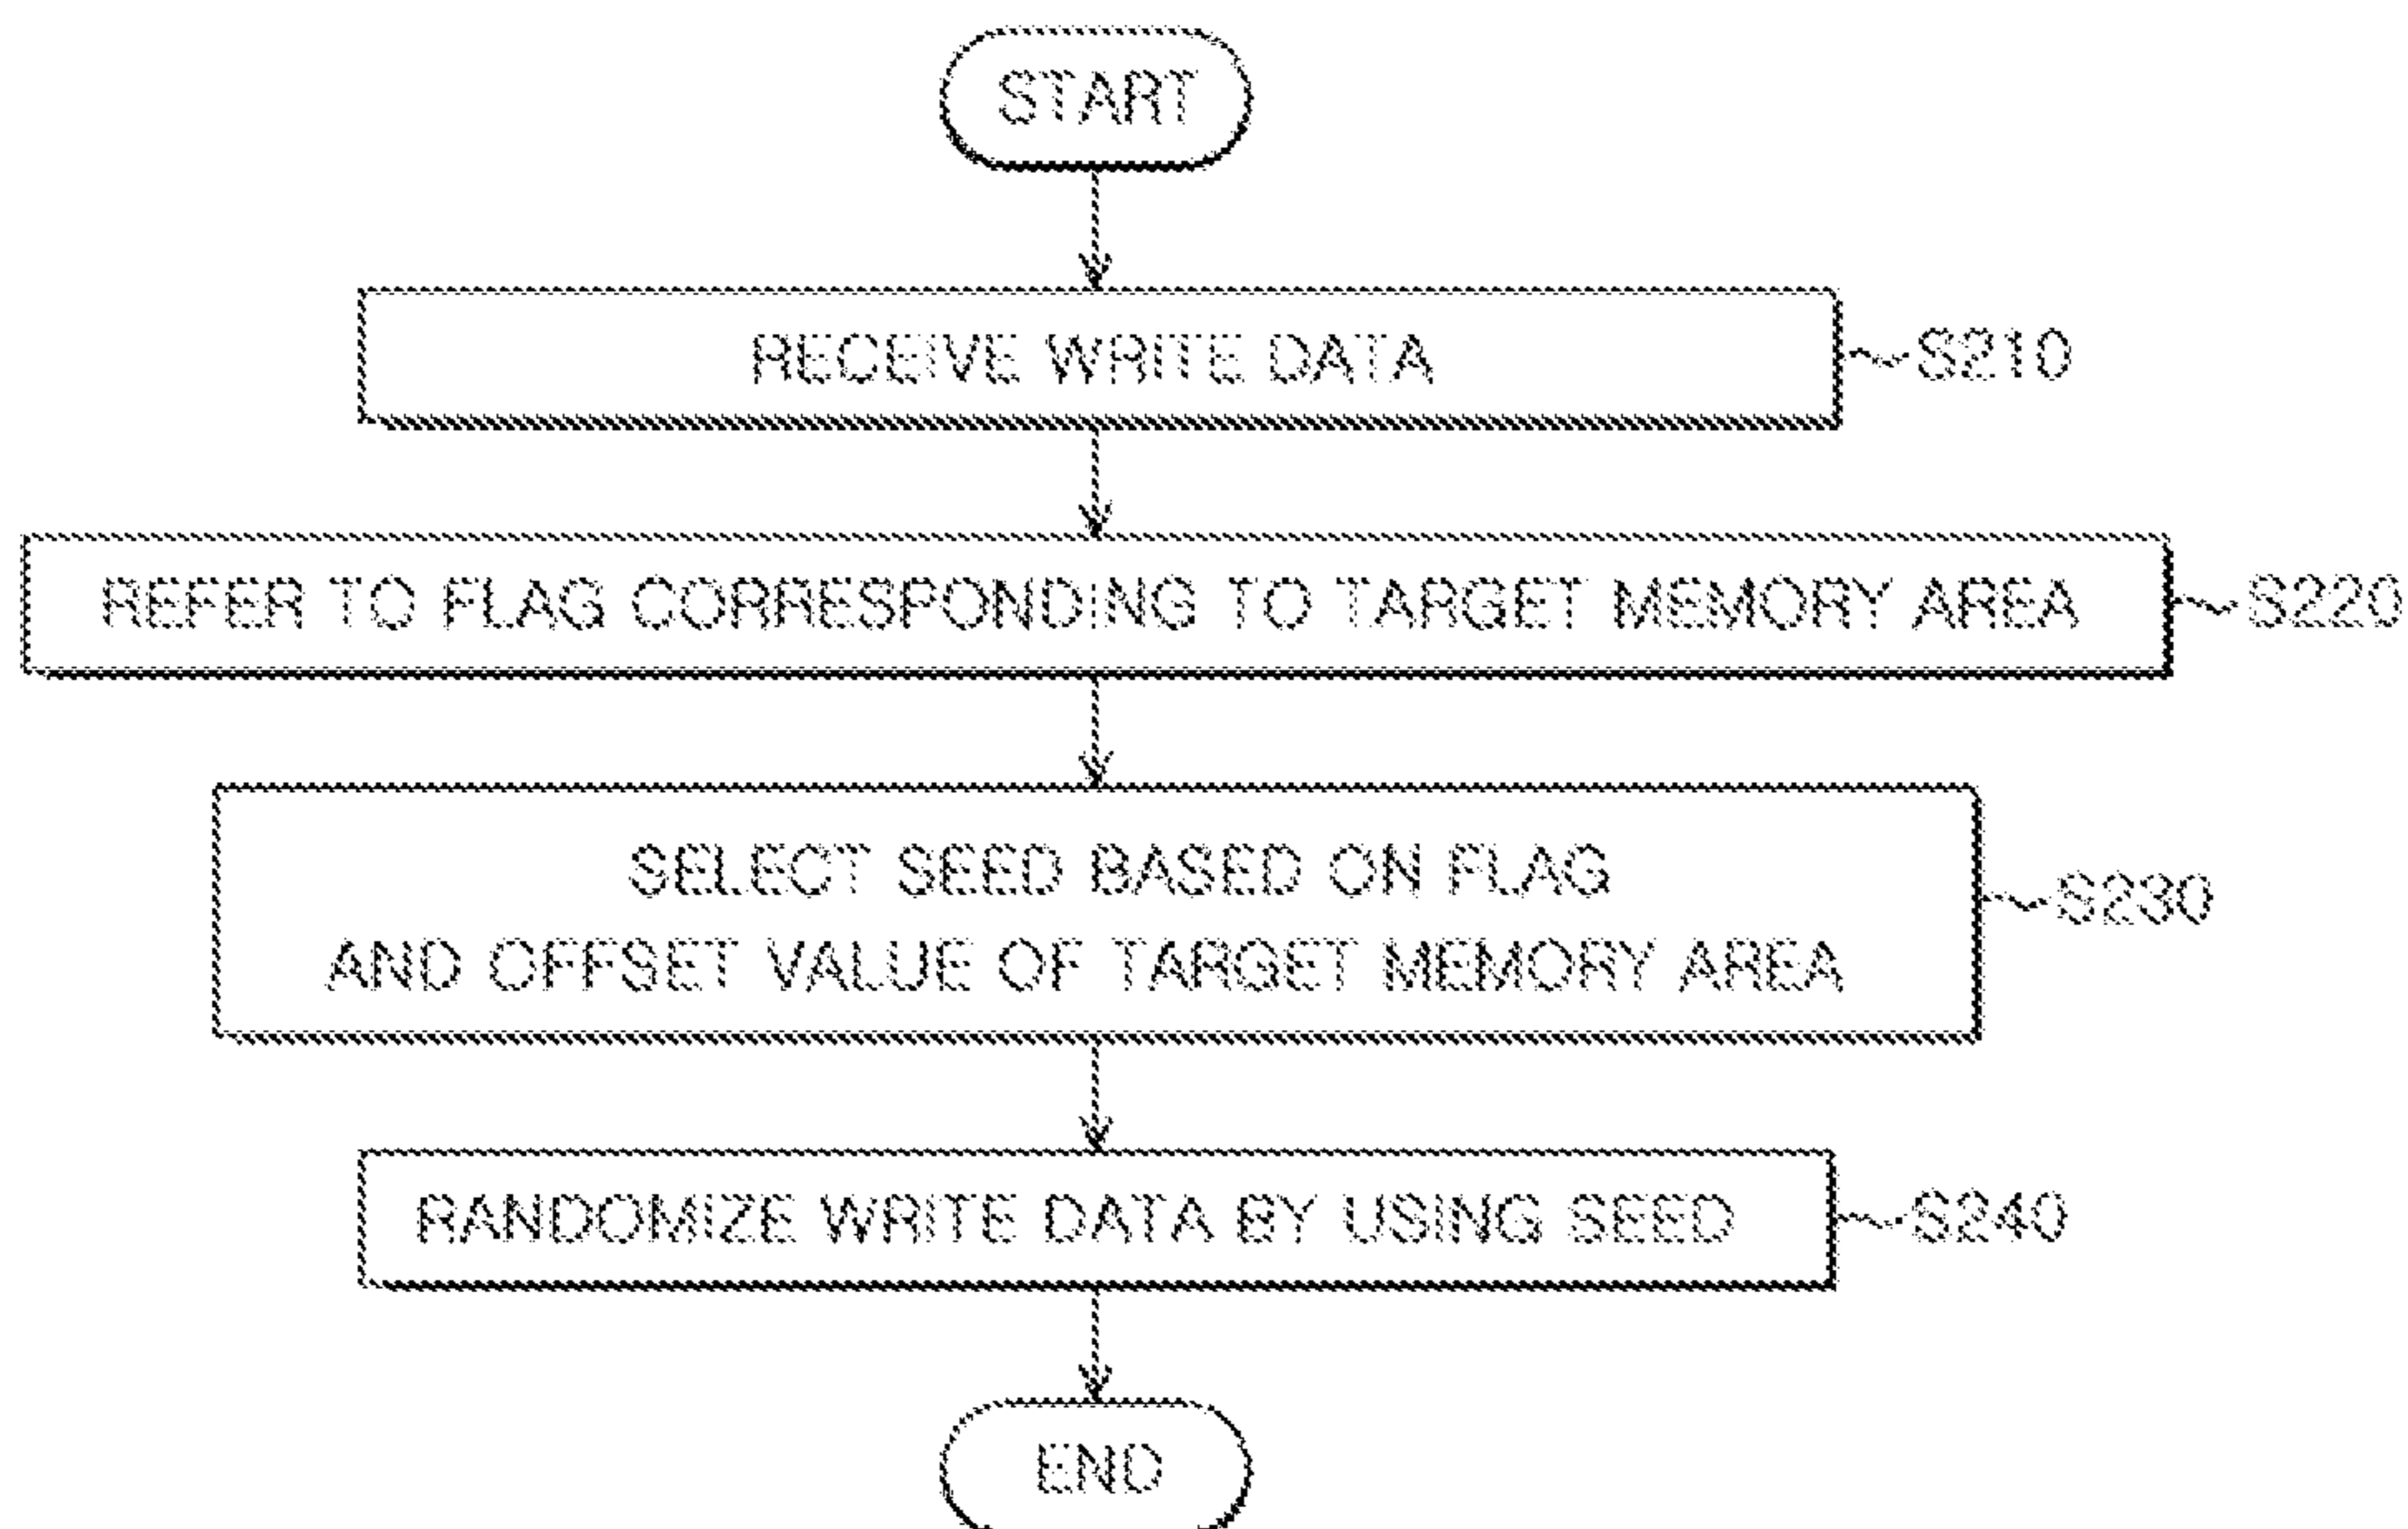 START
RECEIVE WRITE DATA
S210
REFER TO FLAG CORRESPONDING TO TARGET MEMORY AREA
S220
SELECT SEED BASED ON FLAG
AND OFFSET VALUE OF TARGET MEMORY AREA
S230
RANDOMIZE WRITE DATA BY USING SEED
S240
END